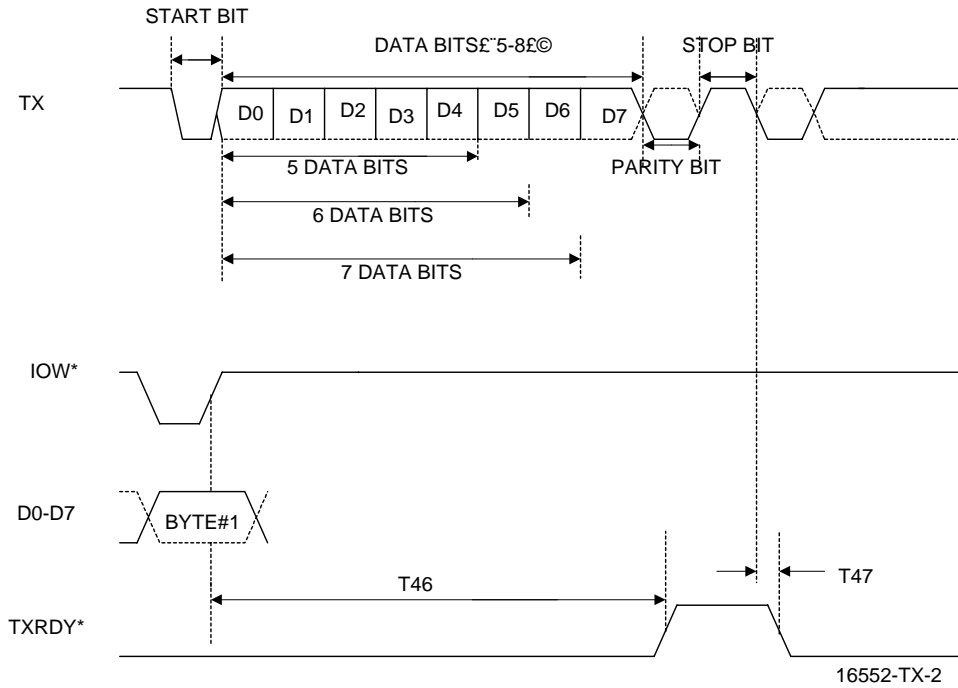 START BIT
DATA BITS£¨5-8£©
STOP BIT
TX
D0 D1 D2 D3 D4 D5 D6 D7
5 DATA BITS
PARITY BIT
6 DATA BITS
7 DATA BITS
IOW*
D0-D7
BYTE#1
T46
T47
TXRDY*
16552-TX-2